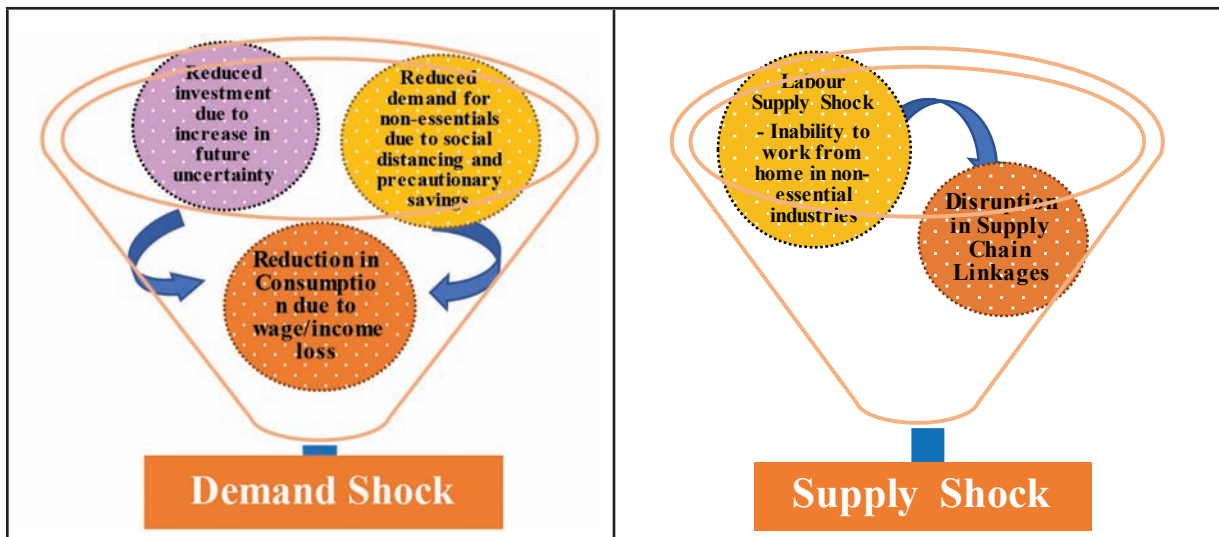 Reduced
investment
due to
increase in
future
uncertainty
Reduced
demand for
non-essentials
due to social
distancing and
precautionary
savings
Reduction in
Consumptio
n due to
wage/income
loss
Demand Shock
Labour
Supply Shock
- Inability to
work from
home in non-
essential
industries
Disruption
in Supply
Chain
Linkages
Supply Shock